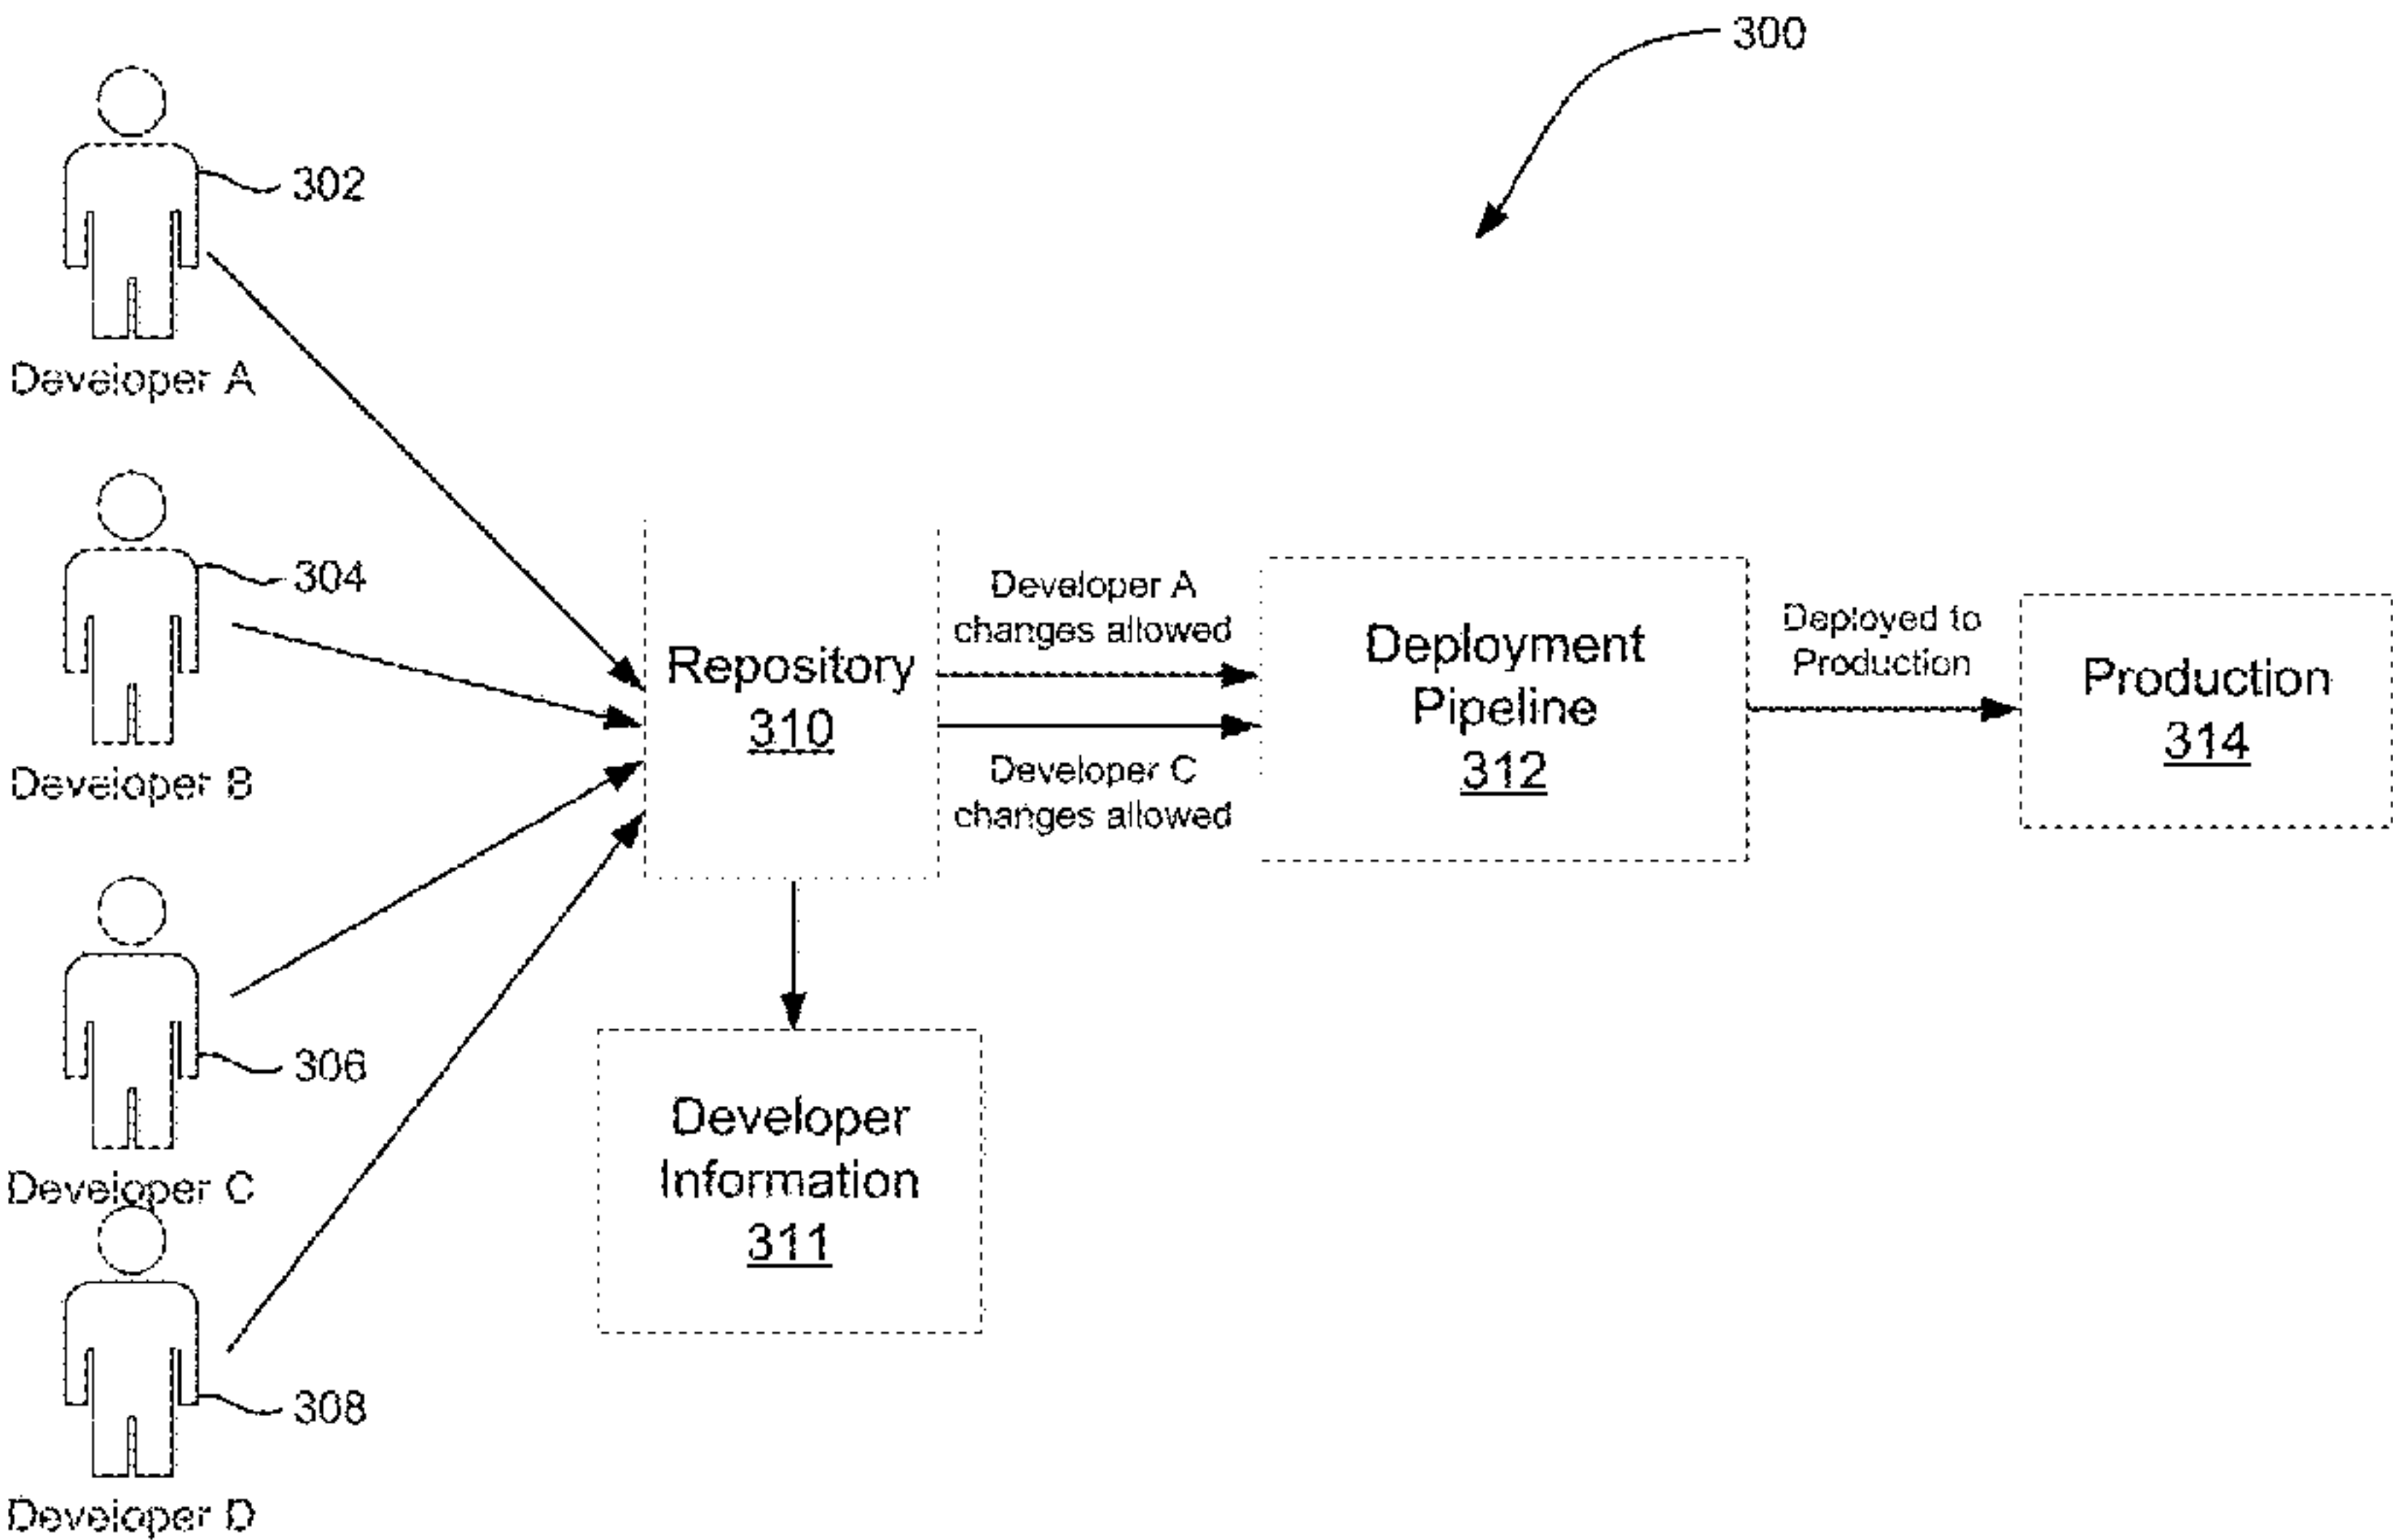 300
302
Developer A
304
Developer B
306
Developer C
308
Developer D
Repository
310
Developer A
changes allowed
Developer C
changes allowed
Developer
Information
311
Deployment
Pipeline
312
Deployed to
Production
Production
314